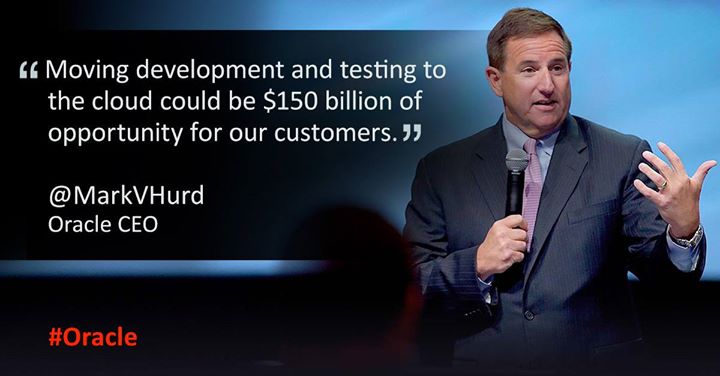 “ Moving development and testing to
the cloud could be $150 billion of
opportunity for our customers. ”
@MarkVHurd
Oracle CEO
#Oracle